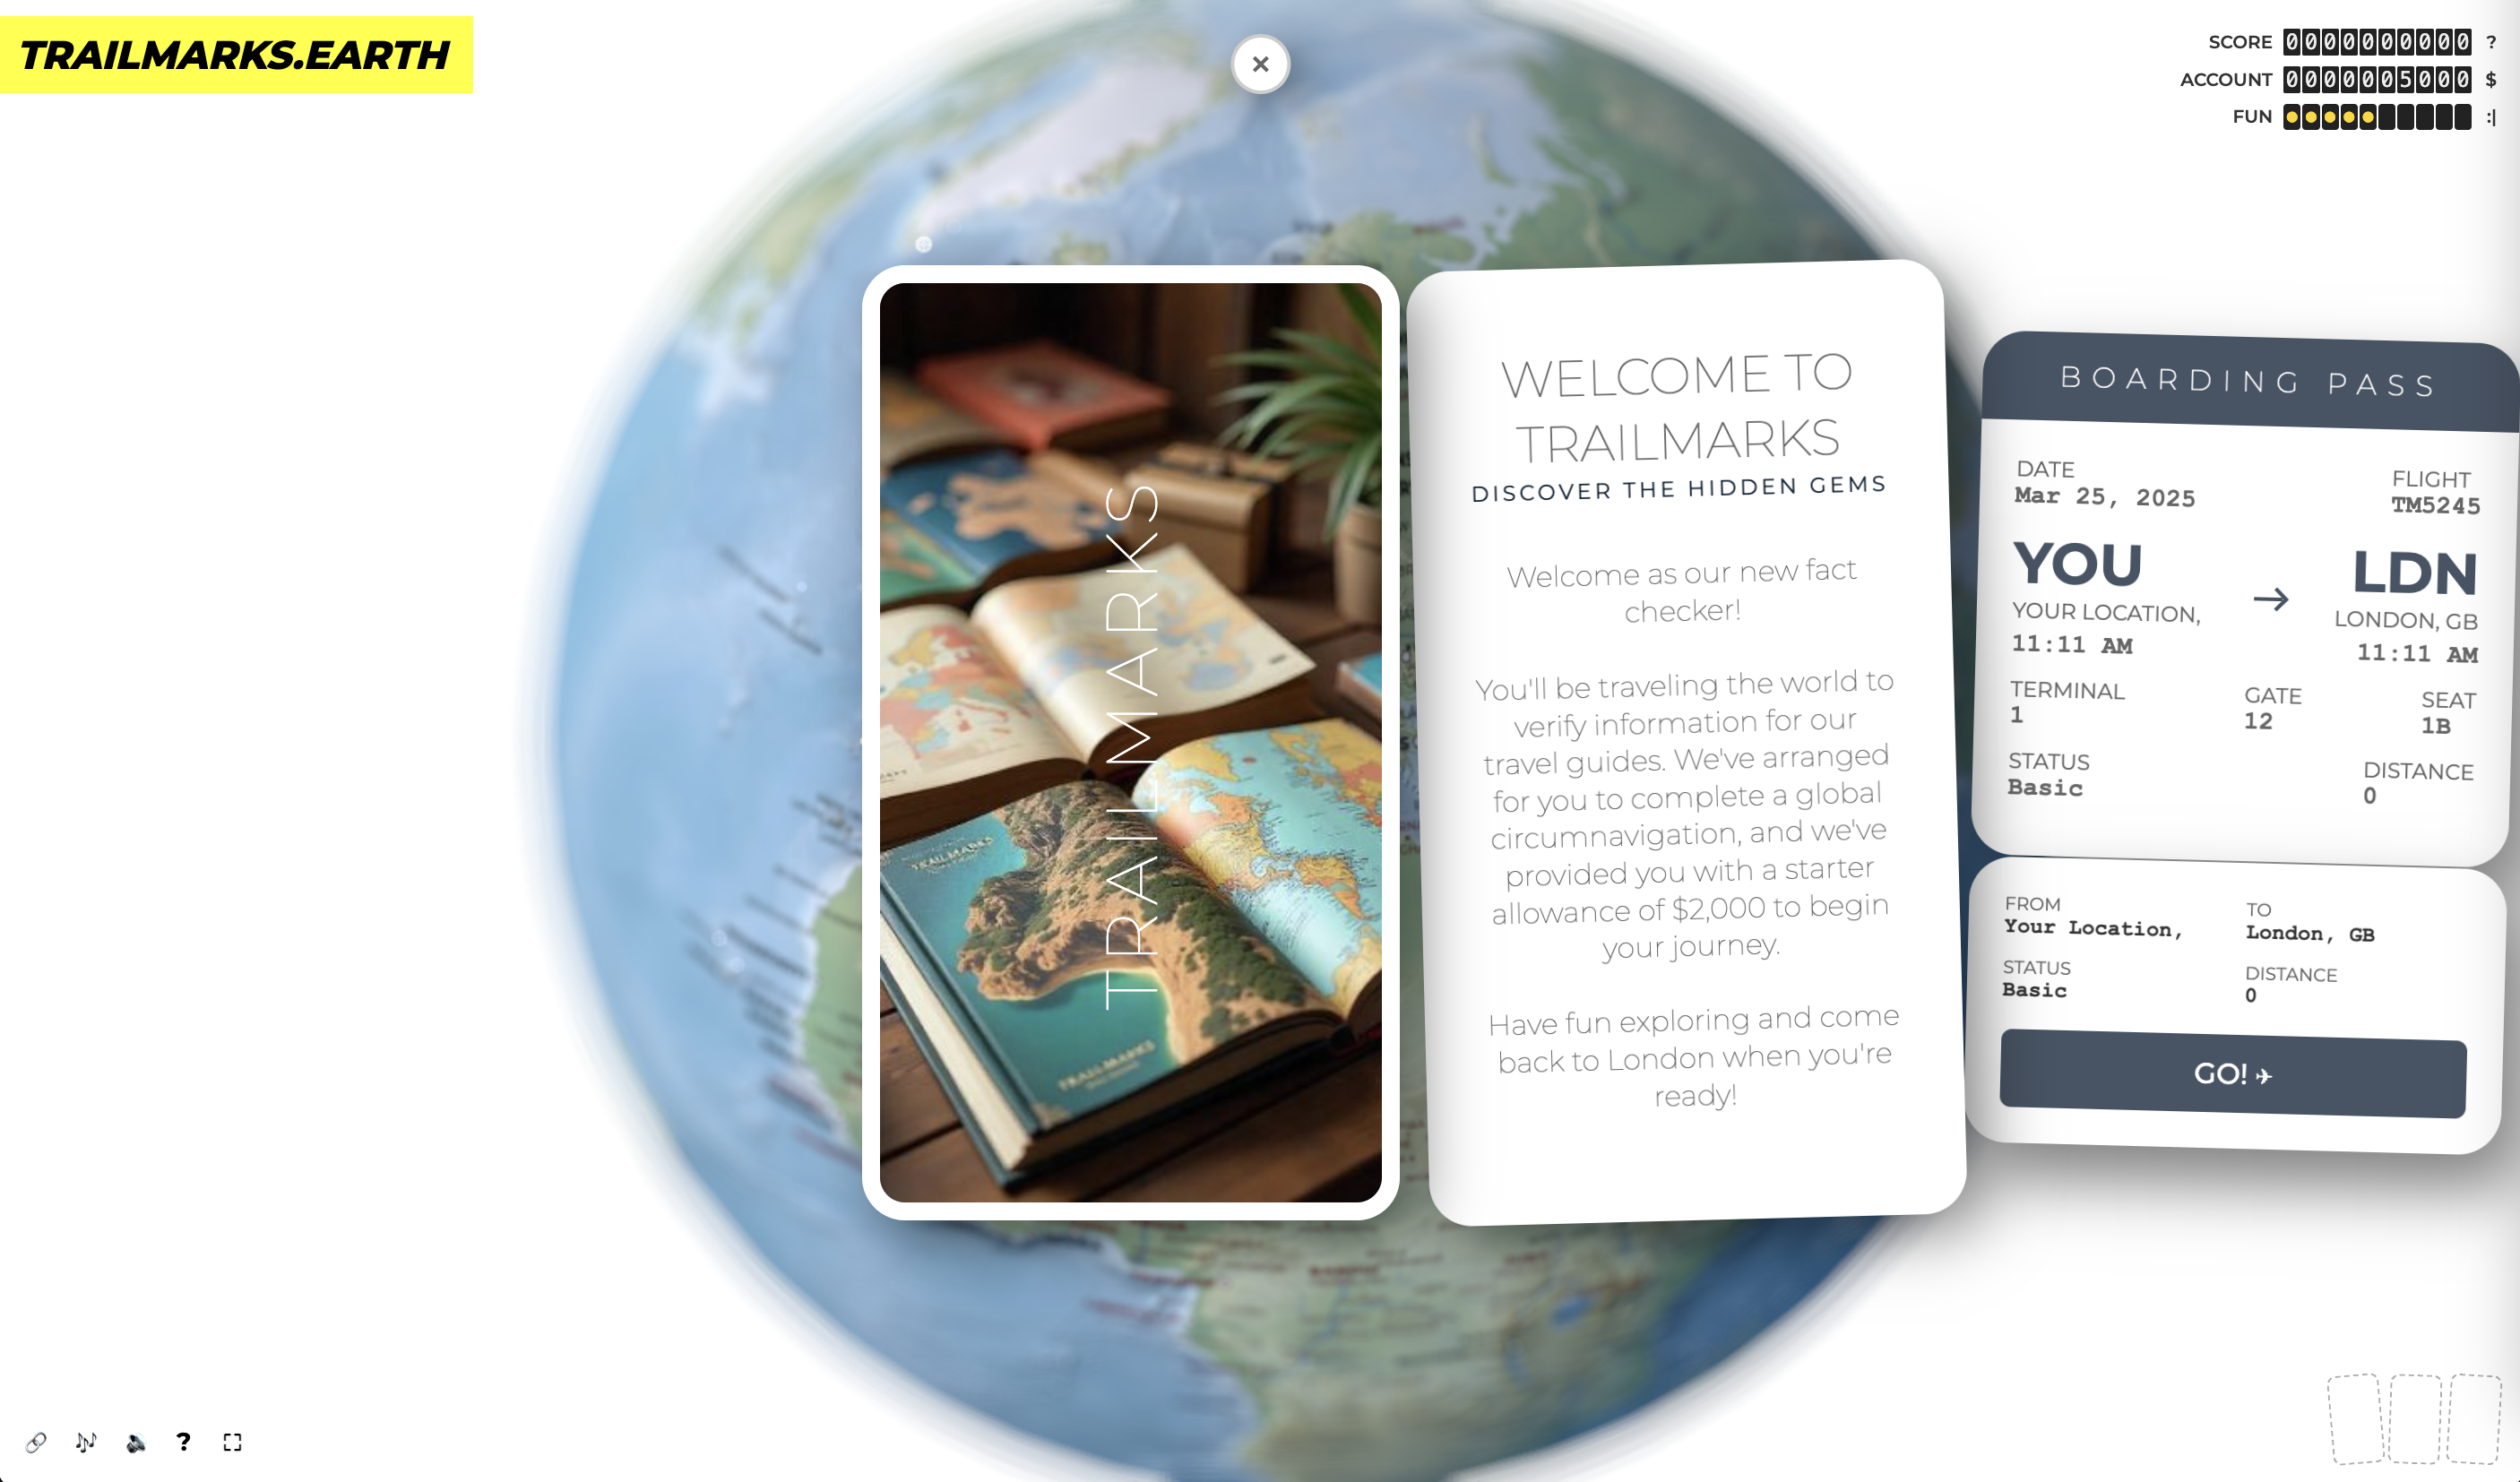 TRAILMARKS.EARTH
×
SCORE 0000000000 ?
ACCOUNT 0000005000 $
FUN :|
TRAILMARKS
TRAILMARKS
TRAILMARKS
WELCOME TO
TRAILMARKS
DISCOVER THE HIDDEN GEMS
Welcome as our new fact
checker!
You'll be traveling the world to
verify information for our
travel guides. We've arranged
for you to complete a global
circumnavigation, and we've
provided you with a starter
allowance of $2,000 to begin
your journey.
Have fun exploring and come
back to London when you're
ready!
BOARDING PASS
DATE FLIGHT
Mar 25, 2025 TM5245
YOU → LDN
YOUR LOCATION, LONDON, GB
11:11 AM 11:11 AM
TERMINAL GATE SEAT
1 12 1B
STATUS DISTANCE
Basic 0
FROM TO
Your Location, London, GB
STATUS DISTANCE
Basic 0
GO! ✈
?